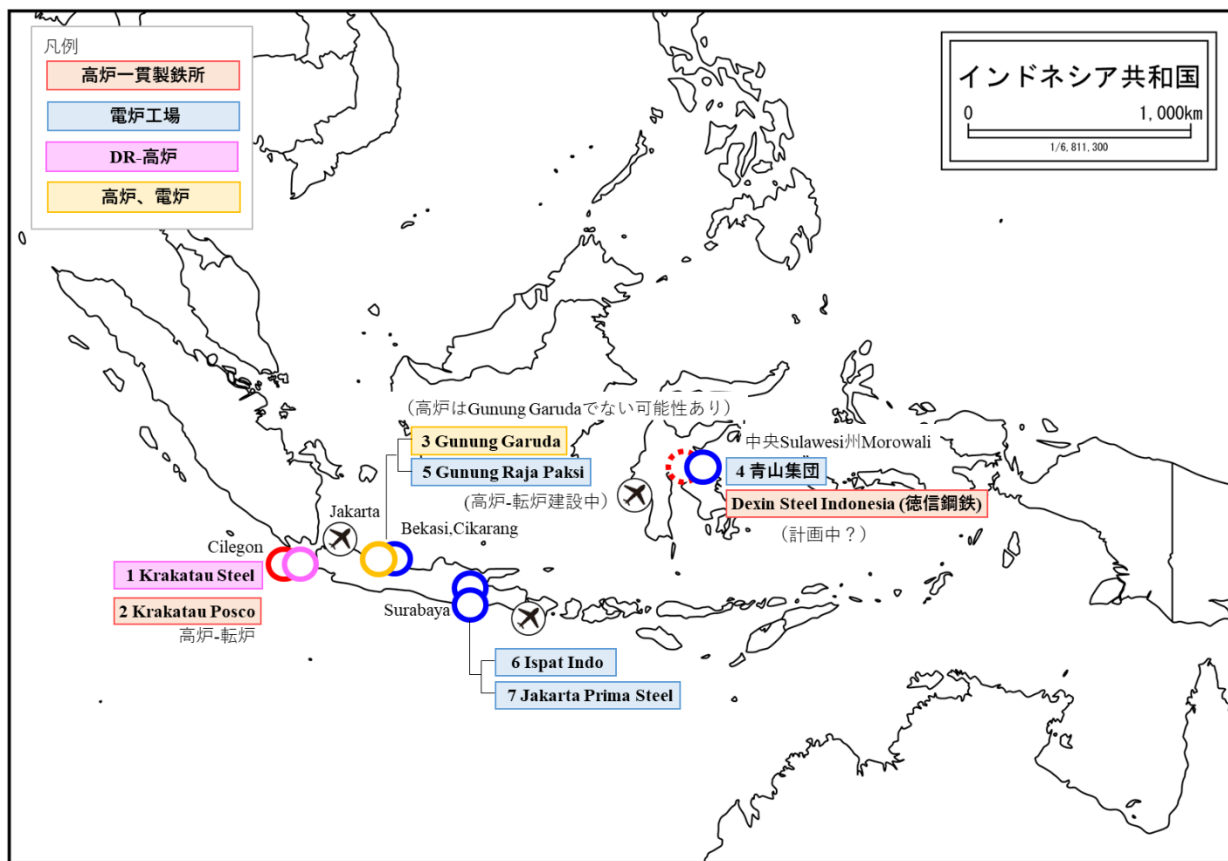 凡例
高炉一貫製鉄所
電炉工場
DR-高炉
高炉、電炉
インドネシア共和国
0 1,000km
1/6,811,300
(高炉はGunung Garudaでない可能性あり)
3 Gunung Garuda
5 Gunung Raja Paksi
(高炉-転炉建設中)
中央Sulawesi州Morowali
4 青山集団
Dexin Steel Indonesia (徳信鋼鉄)
(計画中？)
Jakarta
Bekasi,Cikarang
Cilegon
1 Krakatau Steel
2 Krakatau Posco
高炉-転炉
Surabaya
6 Ispat Indo
7 Jakarta Prima Steel